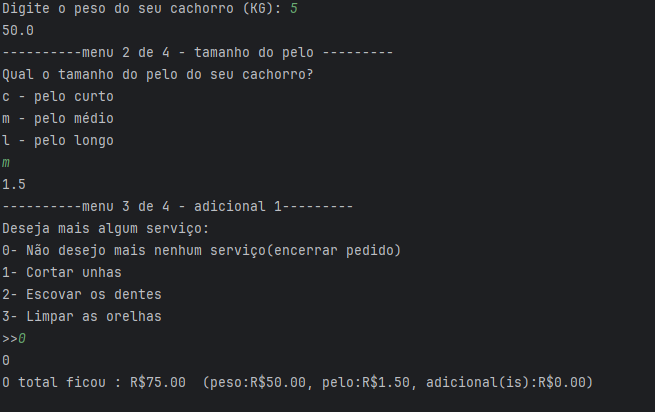 Digite o peso do seu cachorro (KG): 5
50.0
----------menu 2 de 4 - tamanho do pelo ---------
Qual o tamanho do pelo do seu cachorro?
c - pelo curto
m - pelo médio
l - pelo longo
m
1.5
----------menu 3 de 4 - adicional 1---------
Deseja mais algum serviço:
0- Não desejo mais nenhum serviço(encerrar pedido)
1- Cortar unhas
2- Escovar os dentes
3- Limpar as orelhas
>>0
0
O total ficou : R$75.00  (peso:R$50.00, pelo:R$1.50, adicional(is):R$0.00)